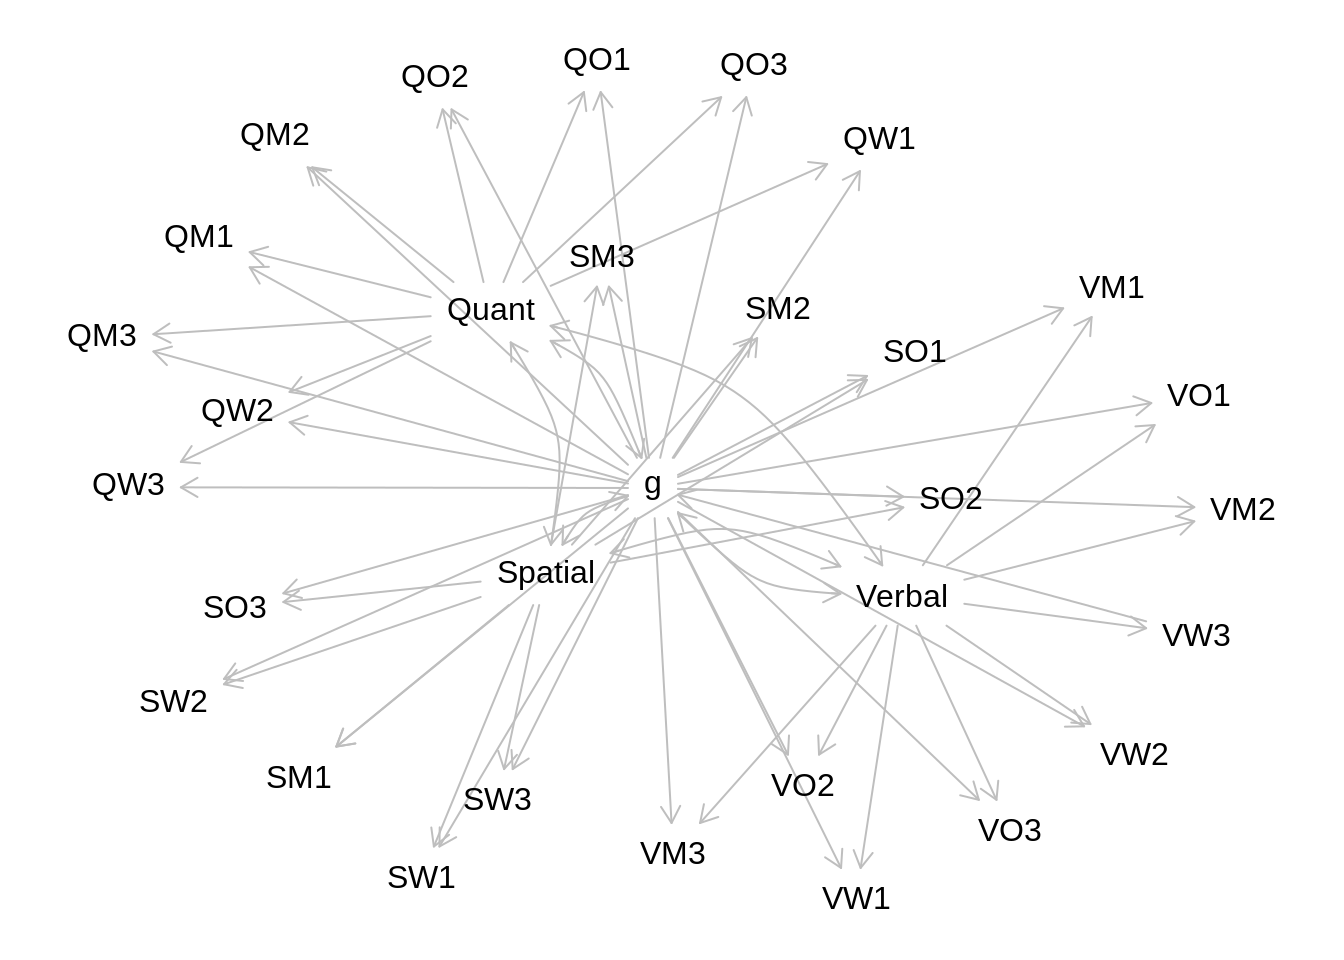 QO1
QO3
QO2
QM2
QW1
QM1
SM3
VM1
Quant
SM2
QM3
SO1
VO1
QW2
QW3
g
SO2
VM2
Spatial
Verbal
SO3
VW3
SW2
VW2
SM1
VO2
SW3
VO3
VM3
SW1
VW1